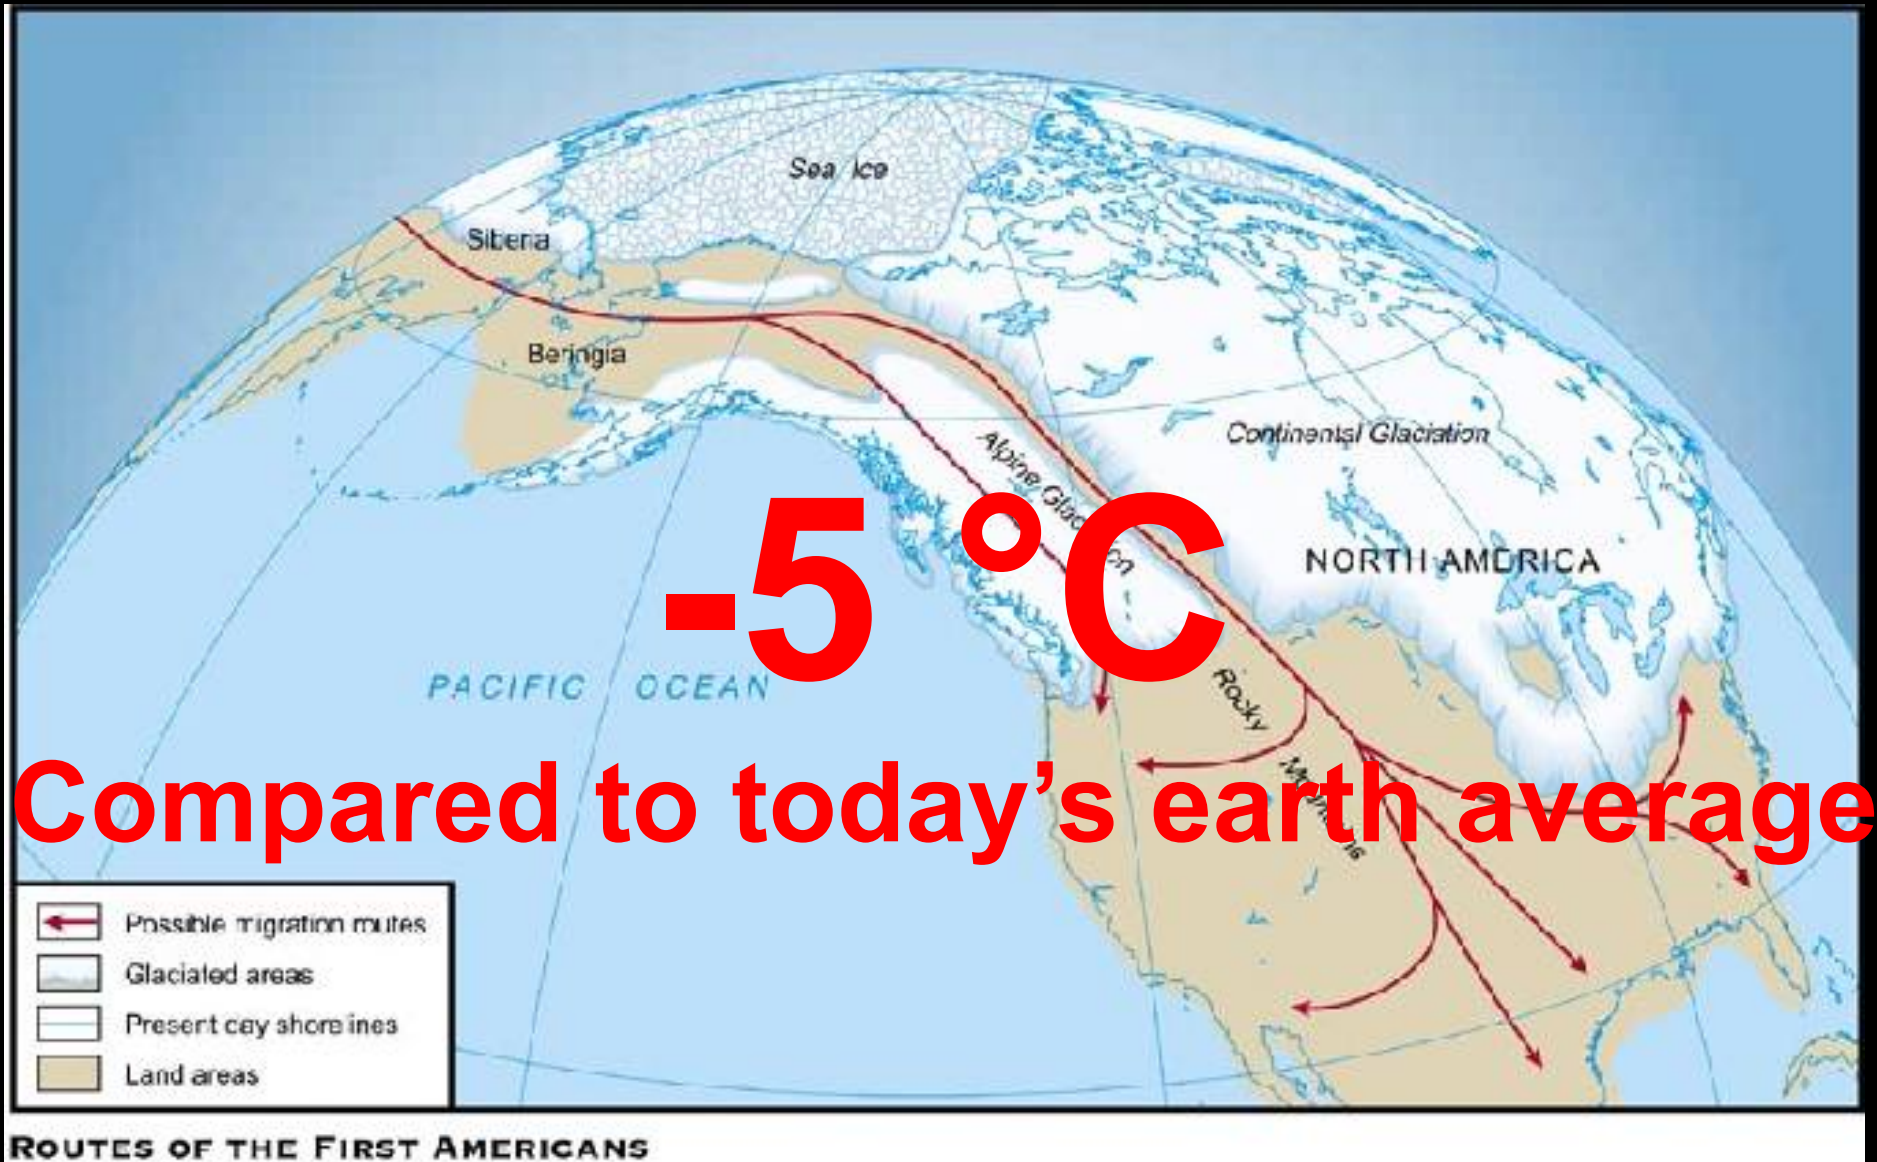 Sea Ice
Siberia
Beringia
Continental Glaciation
Alpine Glaciation
NORTH AMERICA
-5 °C
PACIFIC OCEAN
Rocky Mountains
Compared to today’s earth average
Possible migration routes
Glaciated areas
Present day shorelines
Land areas
ROUTES OF THE FIRST AMERICANS